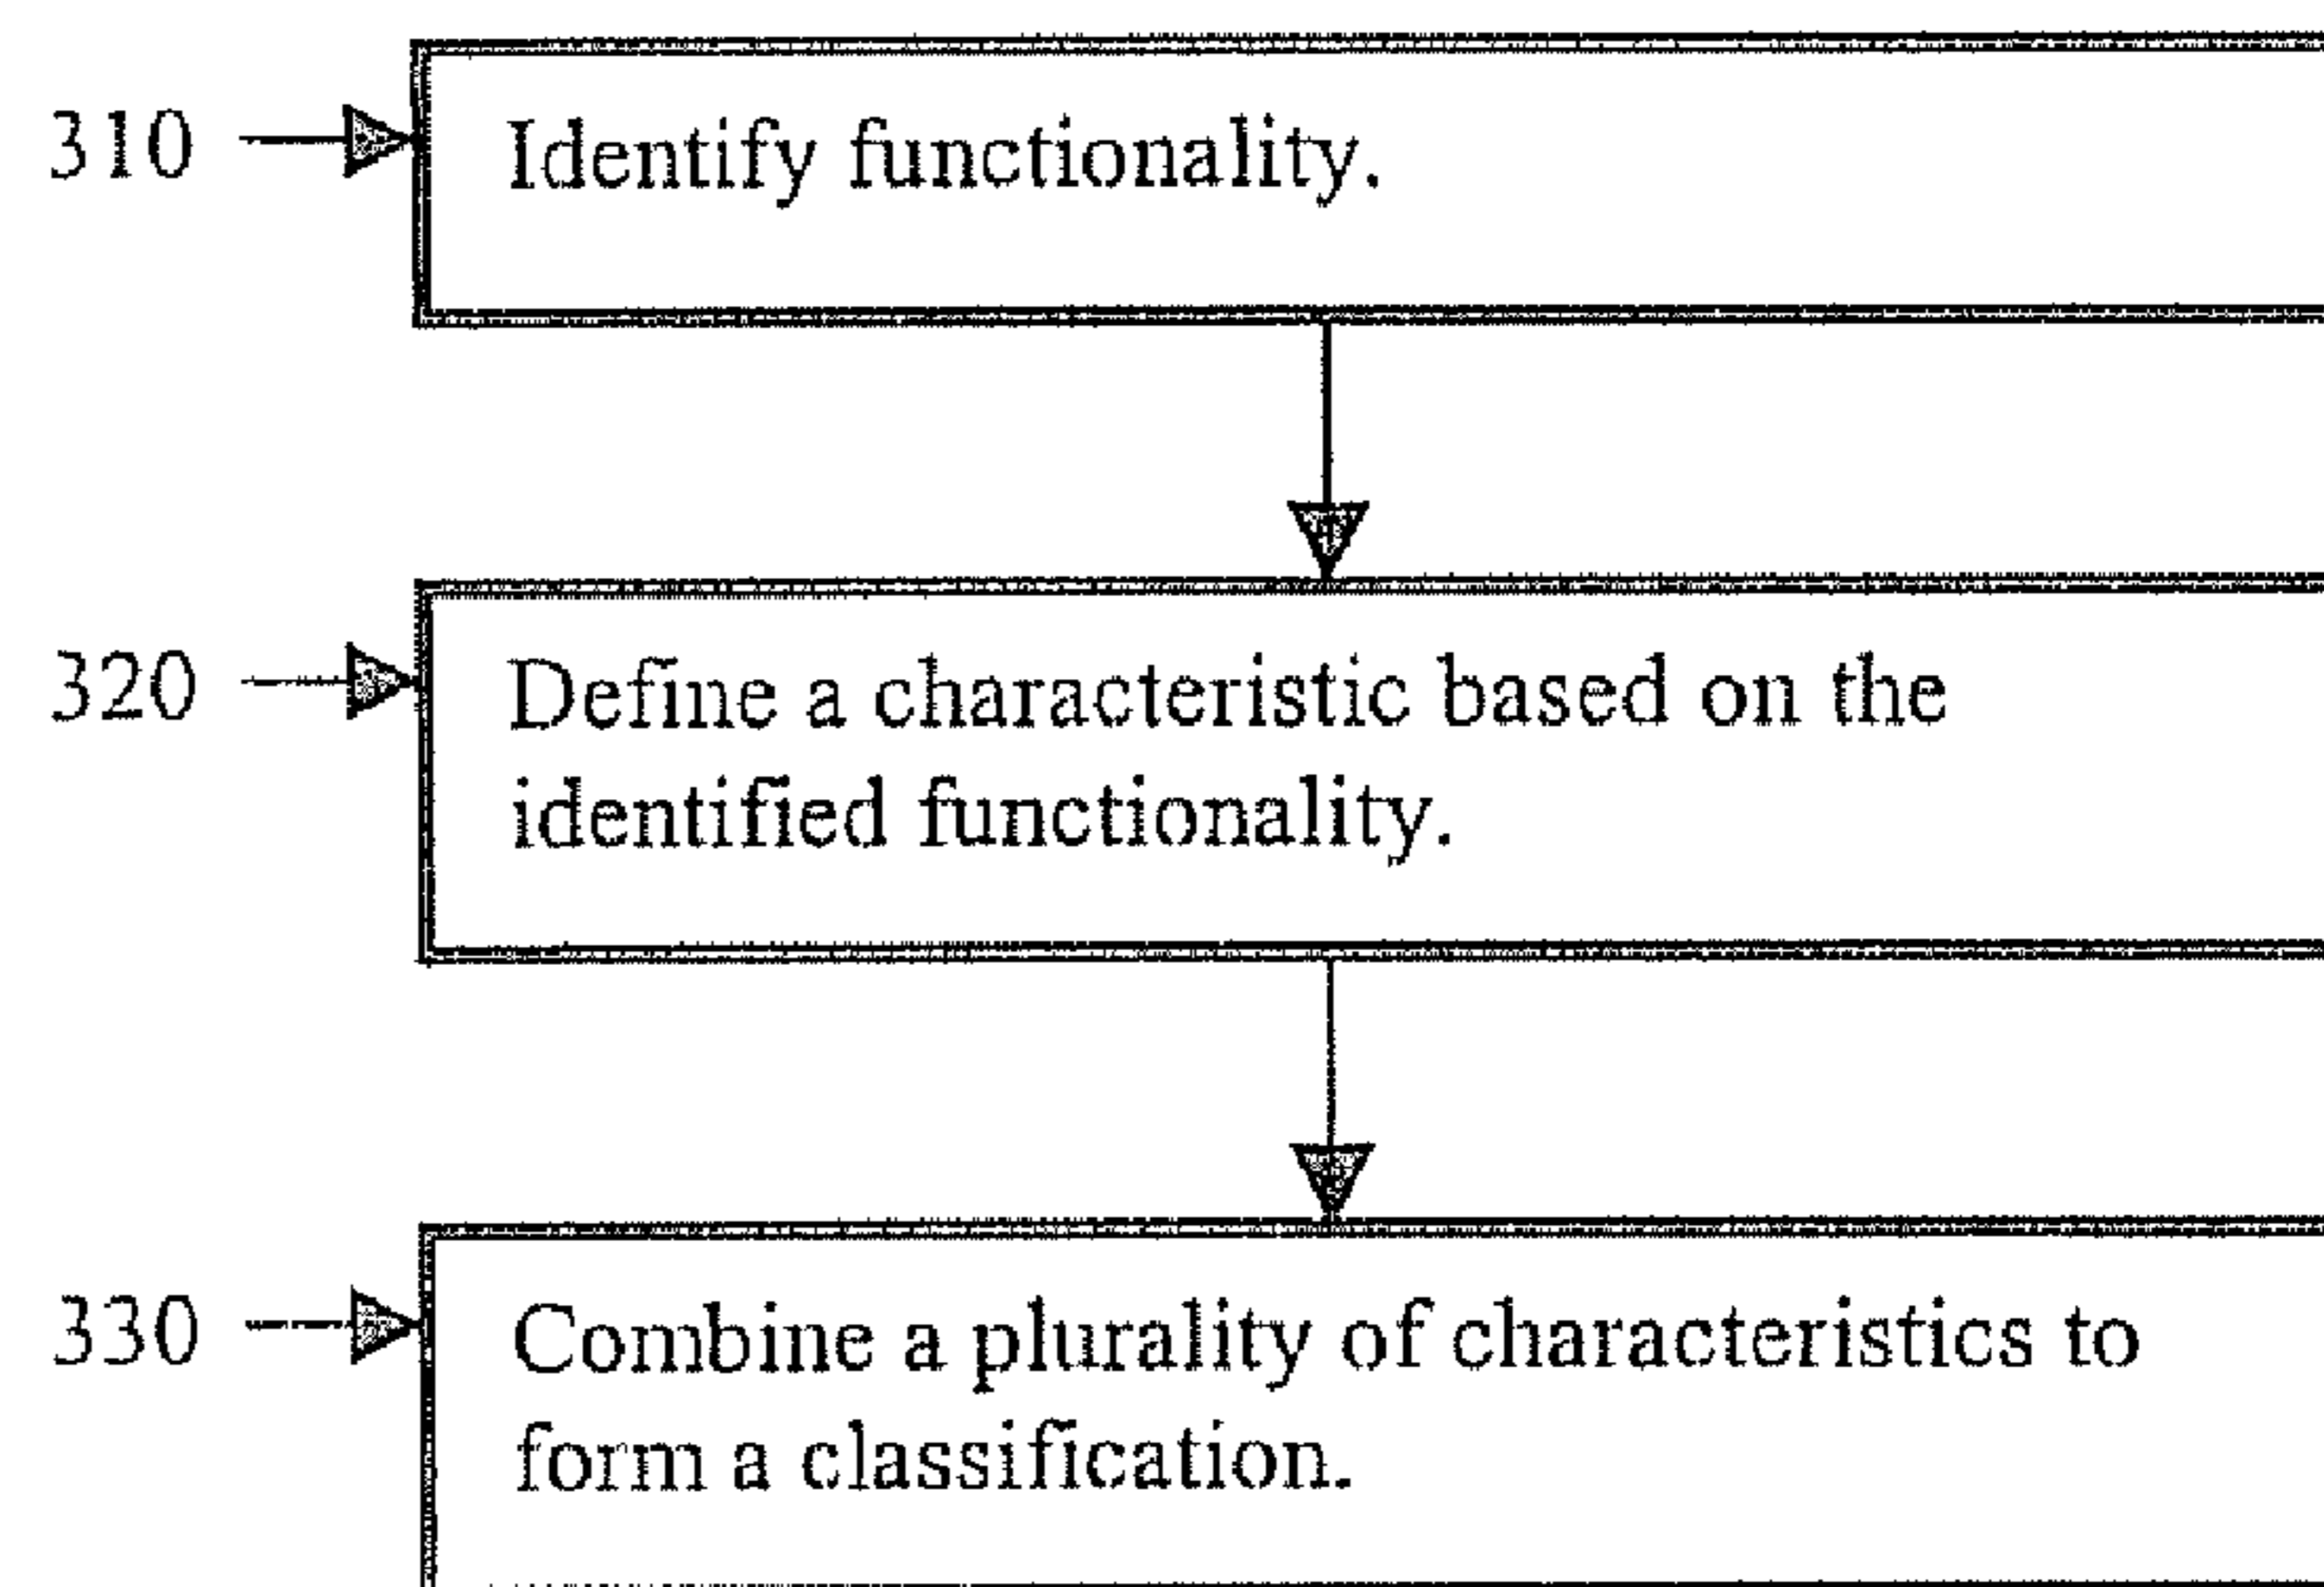 310
Identify functionality.
320
Define a characteristic based on the
identified functionality.
330
Combine a plurality of characteristics to
form a classification.